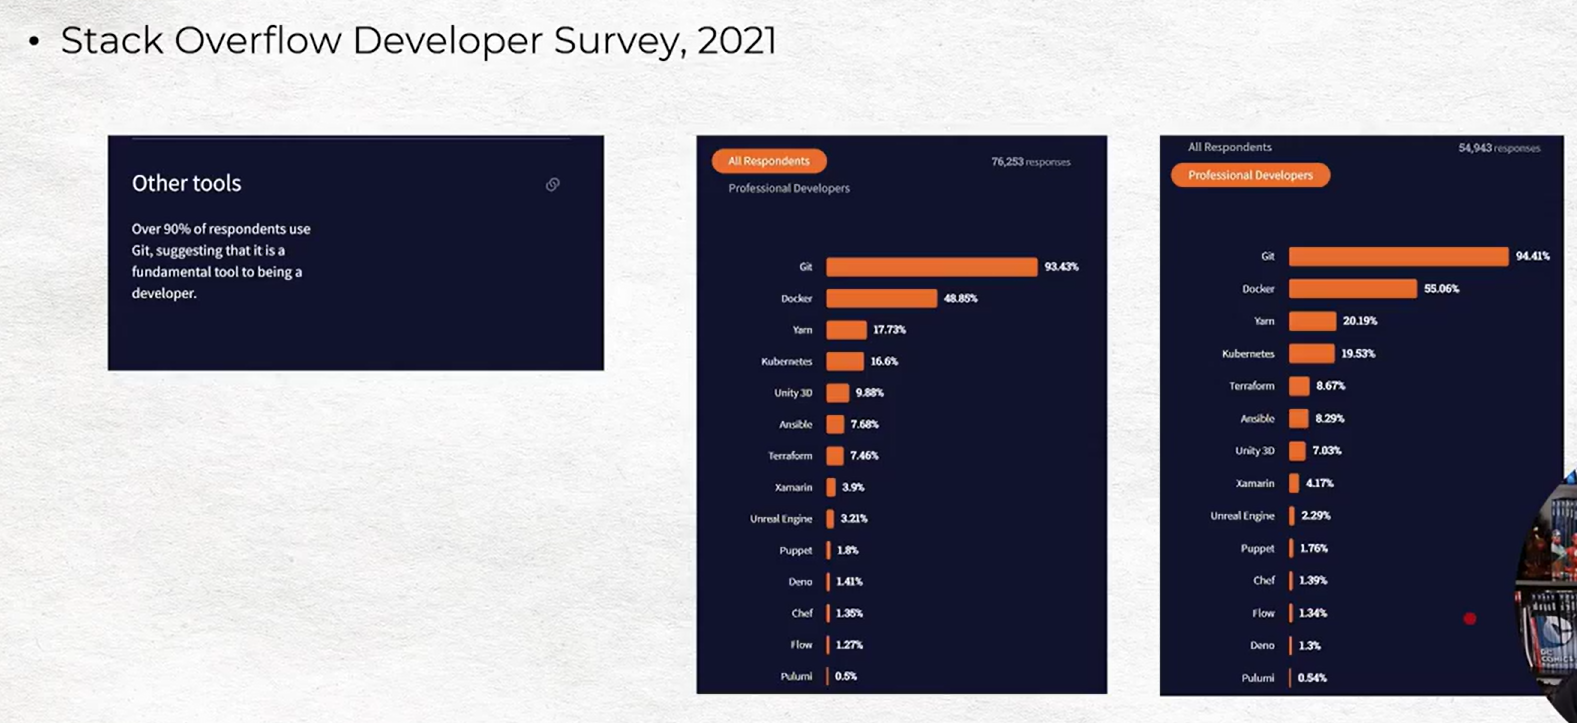 • Stack Overflow Developer Survey, 2021
Other tools
Over 90% of respondents use
Git, suggesting that it is a
fundamental tool to being a
developer.
All Respondents 76,253 responses
Professional Developers
Git 93.43%
Docker 48.85%
Yarn 17.73%
Kubernetes 16.6%
Unity 3D 9.88%
Ansible 7.68%
Terraform 7.46%
Xamarin 3.9%
Unreal Engine 3.21%
Puppet 1.8%
Deno 1.41%
Chef 1.35%
Flow 1.27%
Pulumi 0.5%
All Respondents 54,943 responses
Professional Developers
Git 94.41%
Docker 55.06%
Yarn 20.19%
Kubernetes 19.53%
Terraform 8.67%
Ansible 8.29%
Unity 3D 7.03%
Xamarin 4.17%
Unreal Engine 2.29%
Puppet 1.76%
Chef 1.39%
Flow 1.34%
Deno 1.3%
Pulumi 0.54%
DC
COMICS